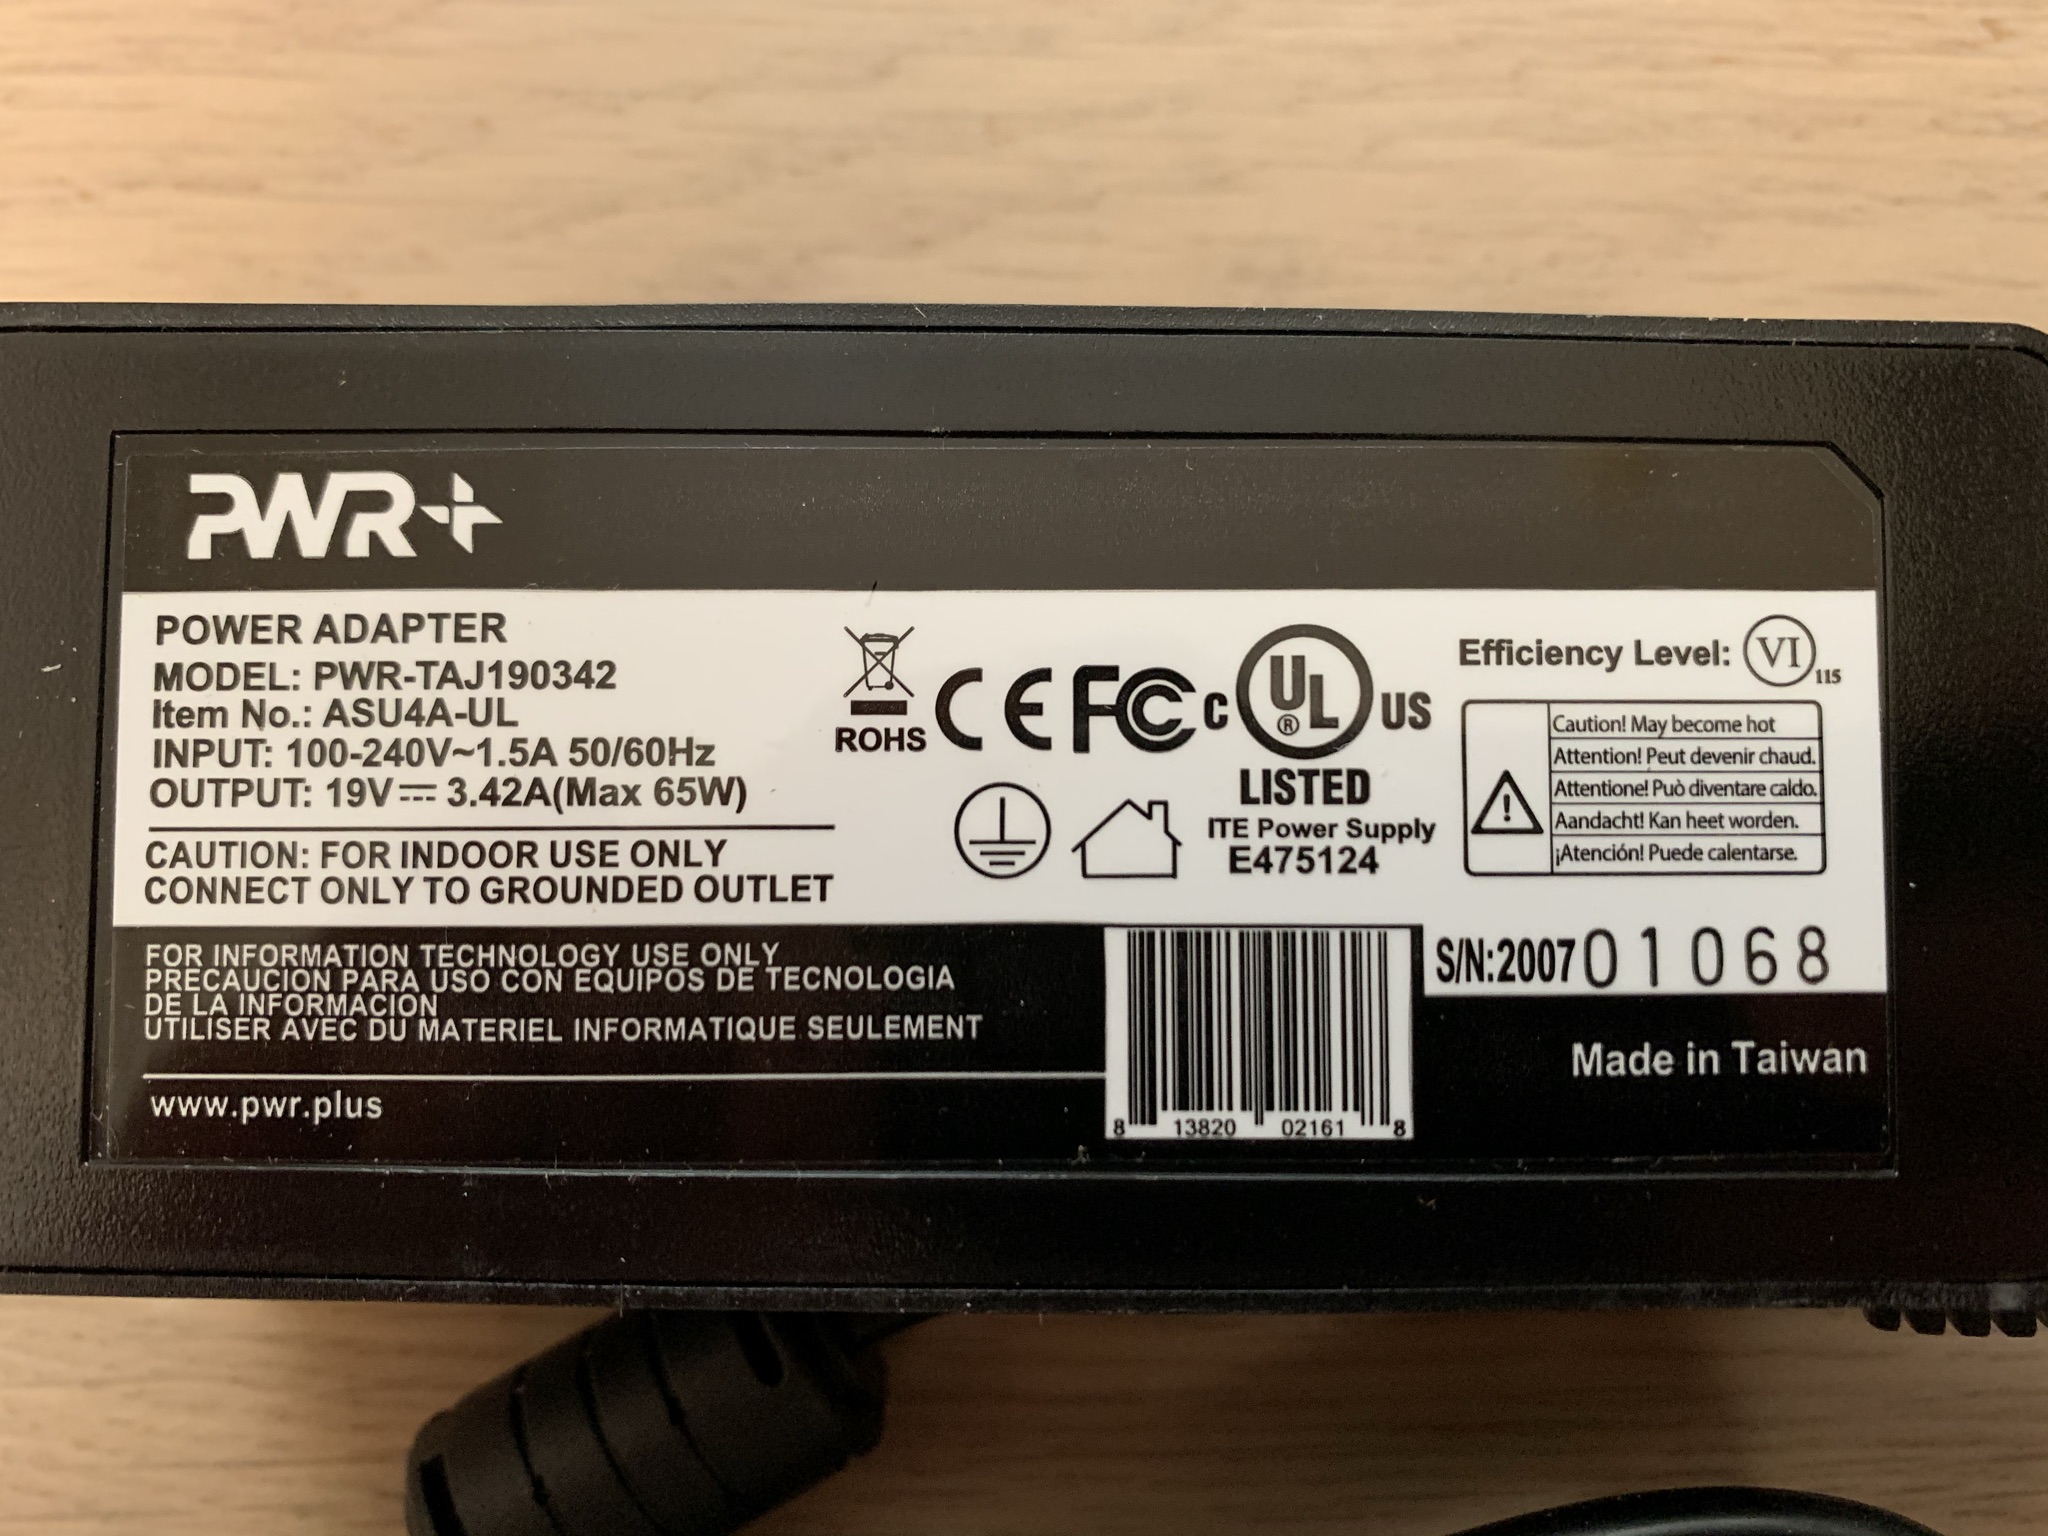 PWR+
POWER ADAPTER
MODEL: PWR-TAJ190342
Item No.: ASU4A-UL
INPUT: 100-240V~1.5A 50/60Hz
OUTPUT: 19V⎓3.42A(Max 65W)
CAUTION: FOR INDOOR USE ONLY
CONNECT ONLY TO GROUNDED OUTLET
ROHS
CE FC
c UL ® US
LISTED
ITE Power Supply
E475124
Efficiency Level: VI 115
Caution! May become hot
Attention! Peut devenir chaud.
Attentione! Può diventare caldo.
Aandacht! Kan heet worden.
¡Atención! Puede calentarse.
FOR INFORMATION TECHNOLOGY USE ONLY
PRECAUCION PARA USO CON EQUIPOS DE TECNOLOGIA
DE LA INFORMACION
UTILISER AVEC DU MATERIEL INFORMATIQUE SEULEMENT
www.pwr.plus
8 13820 02161 8
S/N:200701068
Made in Taiwan